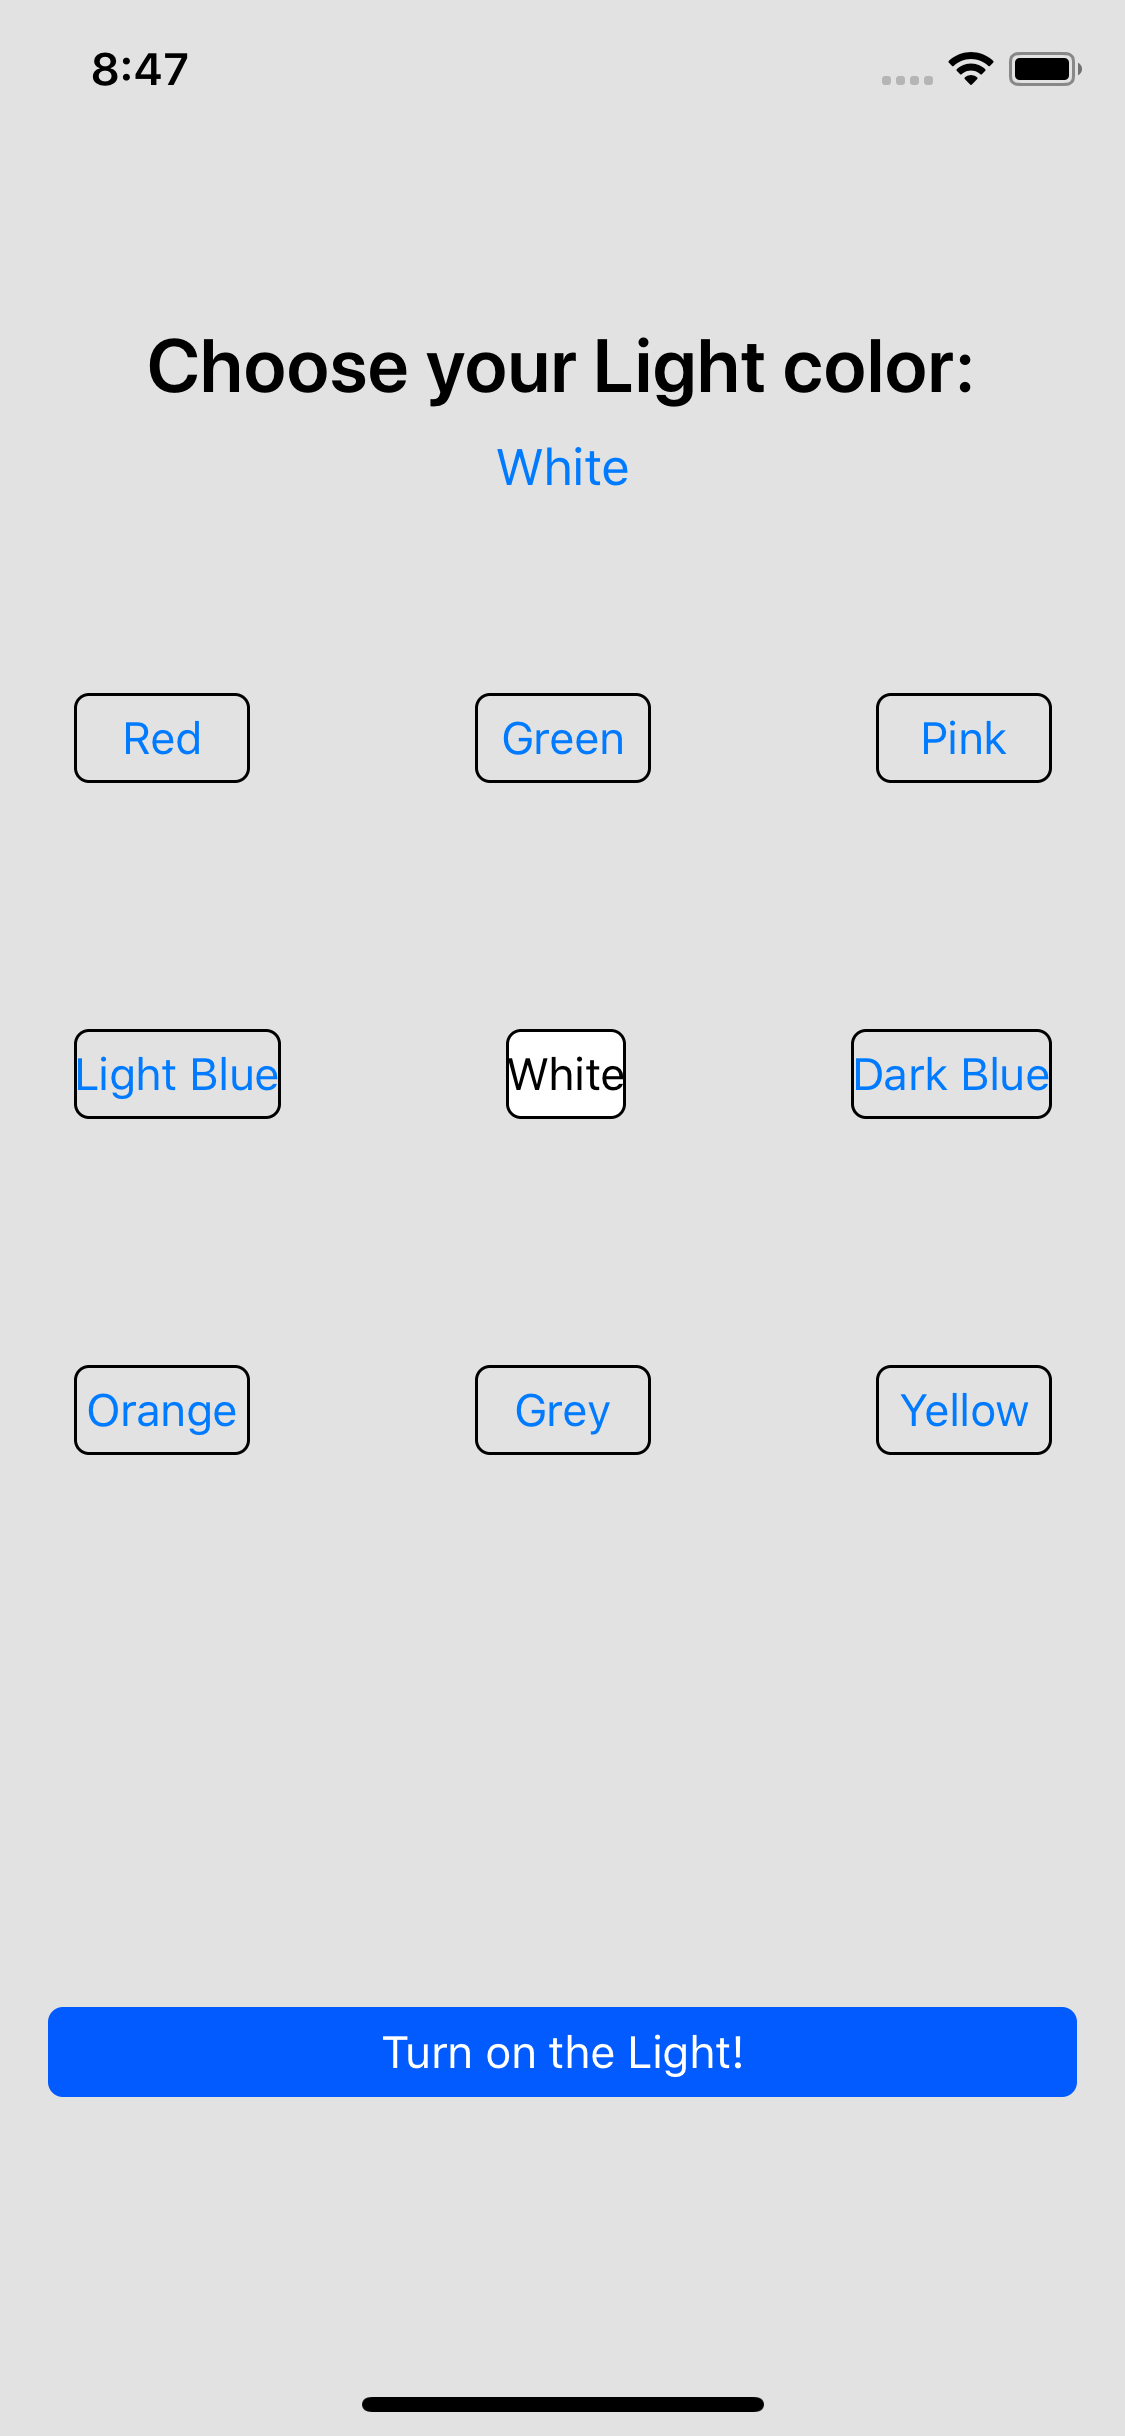 8:47
Choose your Light color:
White
Red Green Pink
Light Blue White Dark Blue
Orange Grey Yellow
Turn on the Light!